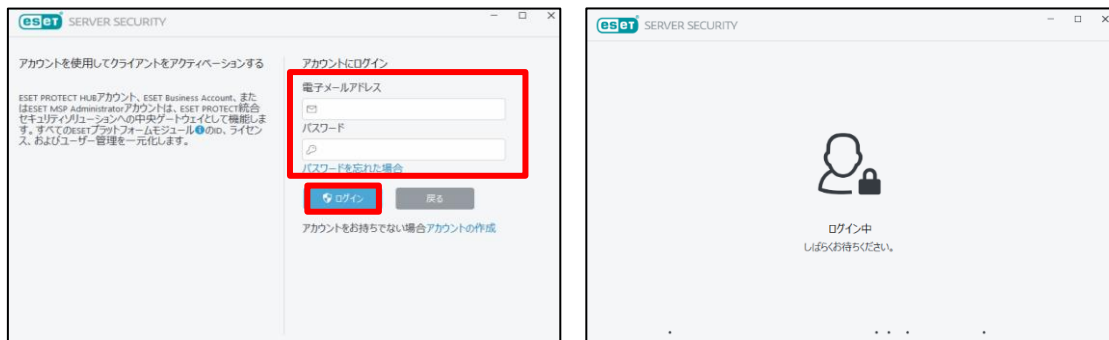 eset SERVER SECURITY
アカウントを使用してクライアントをアクティベーションする
ESET PROTECT HUBアカウント、ESET Business Account、また
はESET MSP Administratorアカウントは、ESET PROTECT統合
セキュリティソリューションへの中央ゲートウェイとして機能しま
す。すべてのESETプラットフォームモジュールのID、ライセン
ス、およびユーザー管理を一元化します。
アカウントにログイン
電子メールアドレス
パスワード
パスワードを忘れた場合
ログイン
戻る
アカウントをお持ちでない場合アカウントの作成
eset SERVER SECURITY
ログイン中
しばらくお待ちください。